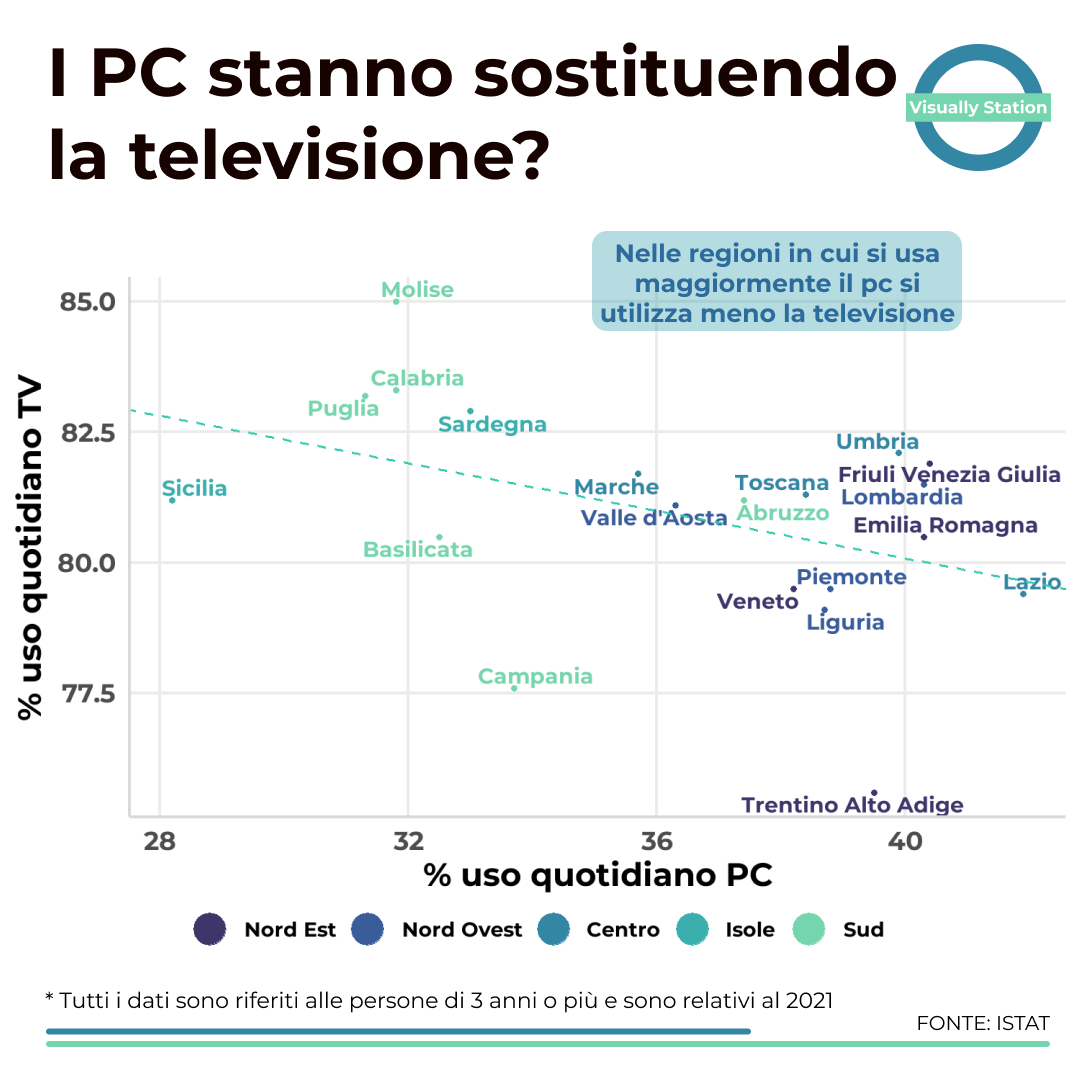 I PC stanno sostituendo
la televisione?
Visually Station
Nelle regioni in cui si usa
maggiormente il pc si
utilizza meno la televisione
% uso quotidiano TV
85.0
82.5
80.0
77.5
Molise
Calabria
Puglia
Sardegna
Umbria
Friuli Venezia Giulia
Sicilia
Marche
Toscana
Lombardia
Valle d'Aosta
Abruzzo
Emilia Romagna
Basilicata
Piemonte
Lazio
Veneto
Liguria
Campania
Trentino Alto Adige
28
32
36
40
% uso quotidiano PC
Nord Est
Nord Ovest
Centro
Isole
Sud
* Tutti i dati sono riferiti alle persone di 3 anni o più e sono relativi al 2021
FONTE: ISTAT